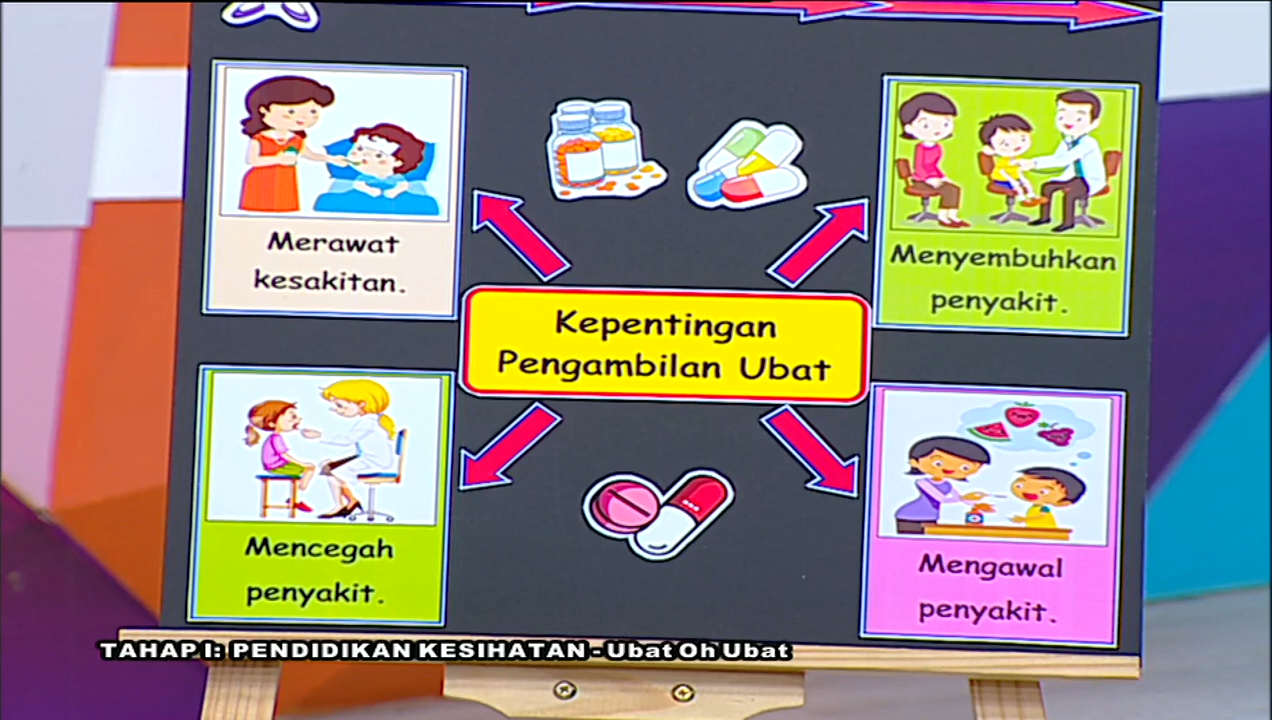 Merawat
kesakitan.
Menyembuhkan
penyakit.
Kepentingan
Pengambilan Ubat
Mencegah
penyakit.
Mengawal
penyakit.
TAHAP I: PENDIDIKAN KESIHATAN - Ubat Oh Ubat